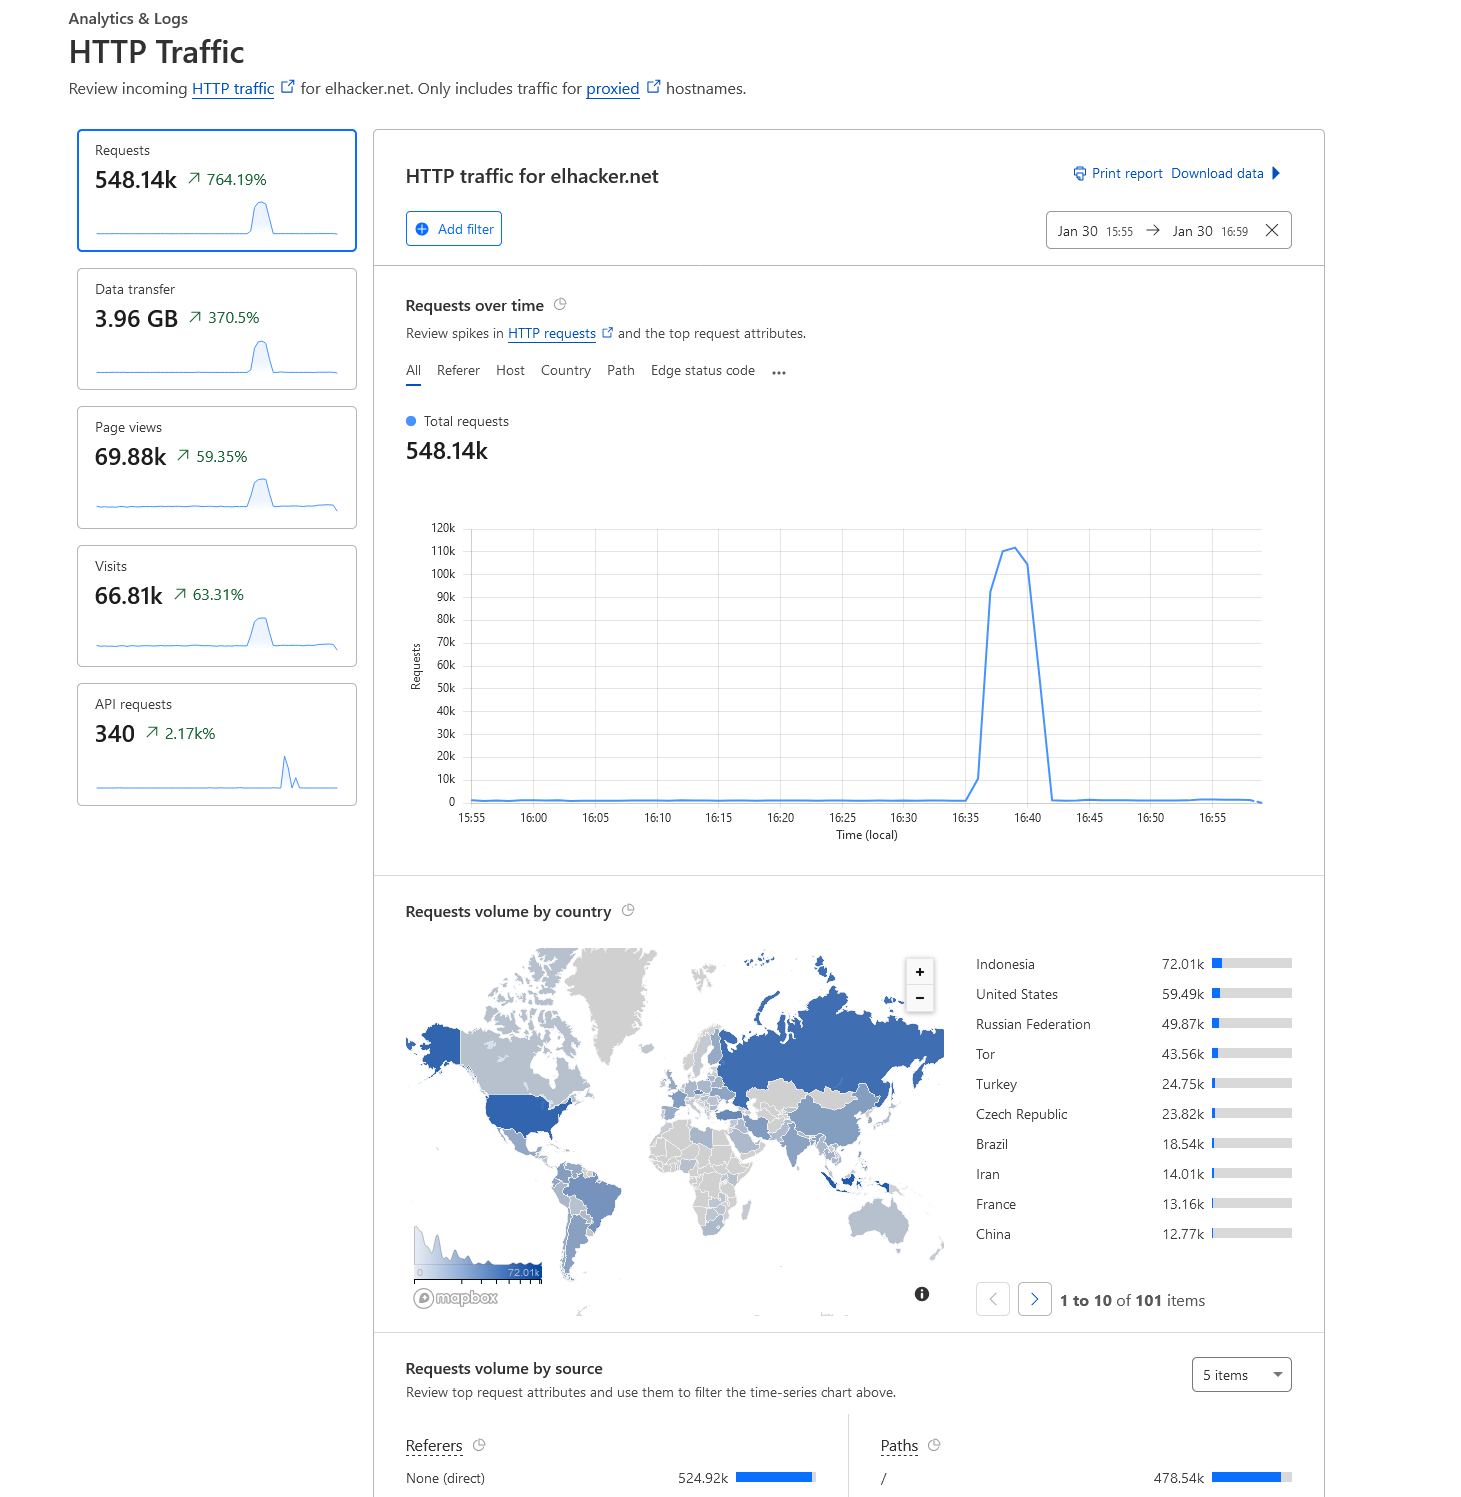 Analytics & Logs
HTTP Traffic
Review incoming HTTP traffic for elhacker.net. Only includes traffic for proxied hostnames.
Requests
548.14k 764.19%
Data transfer
3.96 GB 370.5%
Page views
69.88k 59.35%
Visits
66.81k 63.31%
API requests
340 2.17k%
HTTP traffic for elhacker.net
Print report Download data
Add filter
Jan 30 15:55 → Jan 30 16:59
Requests over time
Review spikes in HTTP requests and the top request attributes.
All Referer Host Country Path Edge status code ...
Total requests
548.14k
120k
110k
100k
90k
80k
70k
60k
50k
40k
30k
20k
10k
0
Requests
15:55 16:00 16:05 16:10 16:15 16:20 16:25 16:30 16:35 16:40 16:45 16:50 16:55
Time (local)
Requests volume by country
+
−
0 72.01k
mapbox
Indonesia 72.01k
United States 59.49k
Russian Federation 49.87k
Tor 43.56k
Turkey 24.75k
Czech Republic 23.82k
Brazil 18.54k
Iran 14.01k
France 13.16k
China 12.77k
1 to 10 of 101 items
Requests volume by source
Review top request attributes and use them to filter the time-series chart above.
5 items
Referers
None (direct) 524.92k
Paths
/ 478.54k